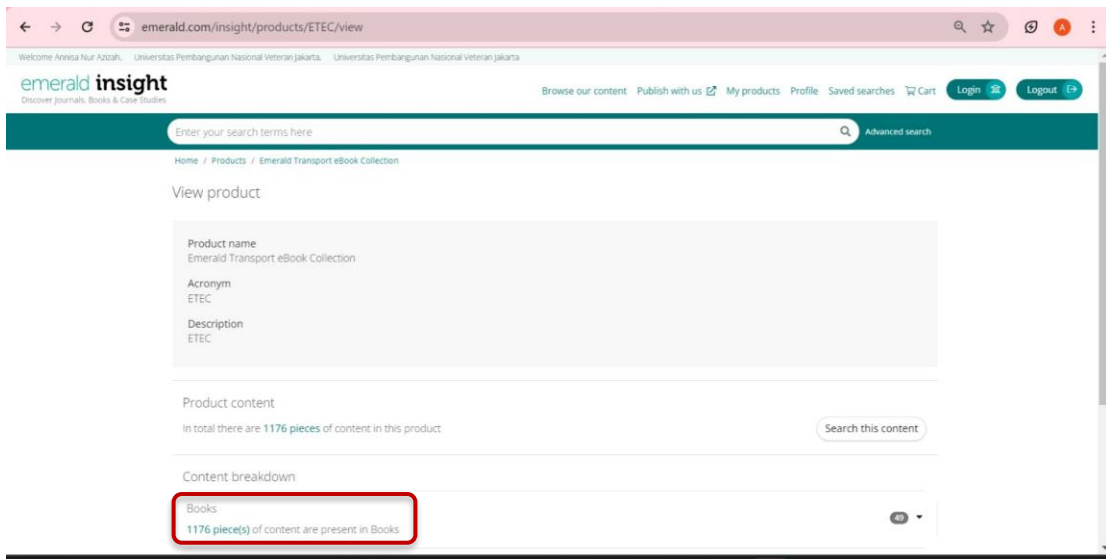 emerald.com/insight/products/ETEC/view
A
Welcome Annisa Nur Azizah. Universitas Pembangunan Nasional Veteran Jakarta. Universitas Pembangunan Nasional Veteran Jakarta
emerald insight
Discover Journals, Books & Case Studies
Browse our content Publish with us My products Profile Saved searches Cart Login Logout
Enter your search terms here
Advanced search
Home / Products / Emerald Transport eBook Collection
View product
Product name
Emerald Transport eBook Collection
Acronym
ETEC
Description
ETEC
Product content
In total there are 1176 pieces of content in this product
Search this content
Content breakdown
Books
1176 piece(s) of content are present in Books
49